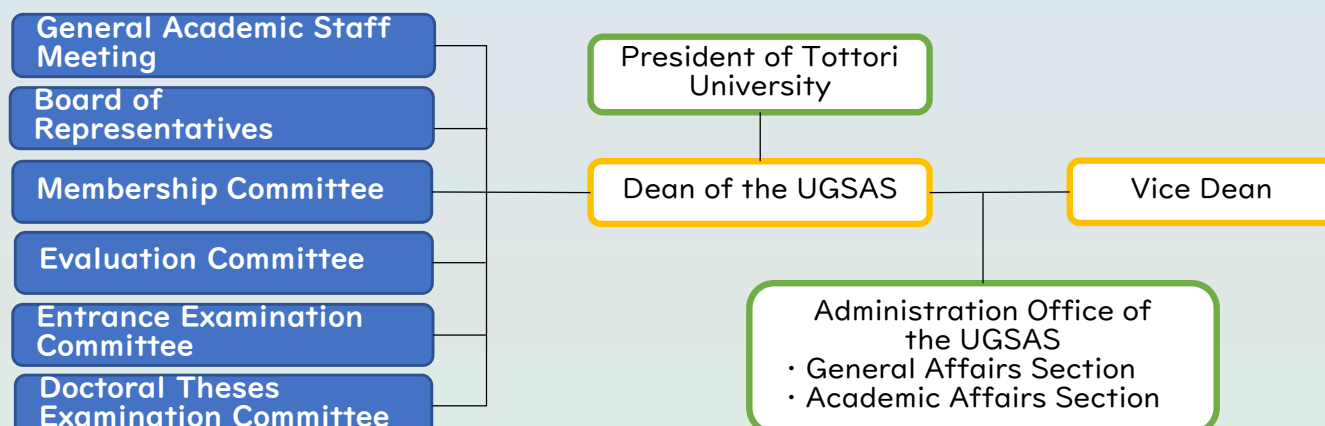 General Academic Staff
Meeting
Board of
Representatives
Membership Committee
Evaluation Committee
Entrance Examination
Committee
Doctoral Theses
Examination Committee
President of Tottori
University
Dean of the UGSAS
Vice Dean
Administration Office of
the UGSAS
・General Affairs Section
・Academic Affairs Section